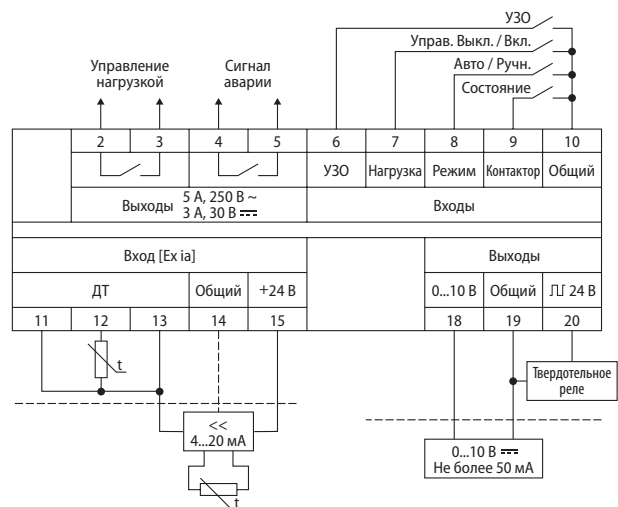 УЗО
Управ. Выкл. / Вкл.
Авто / Ручн.
Состояние
Управление
нагрузкой
Сигнал
аварии
2 3 4 5 6 7 8 9 10
УЗО Нагрузка Режим Контактор Общий
Выходы 5 А, 250 В ~
3 А, 30 В
Входы
Вход [Ex ia]
Выходы
ДТ Общий +24 В 0...10 В Общий 24 В
11 12 13 14 15 18 19 20
t
Твердотельное
реле
<<
4...20 мА
0...10 В
Не более 50 мА
t